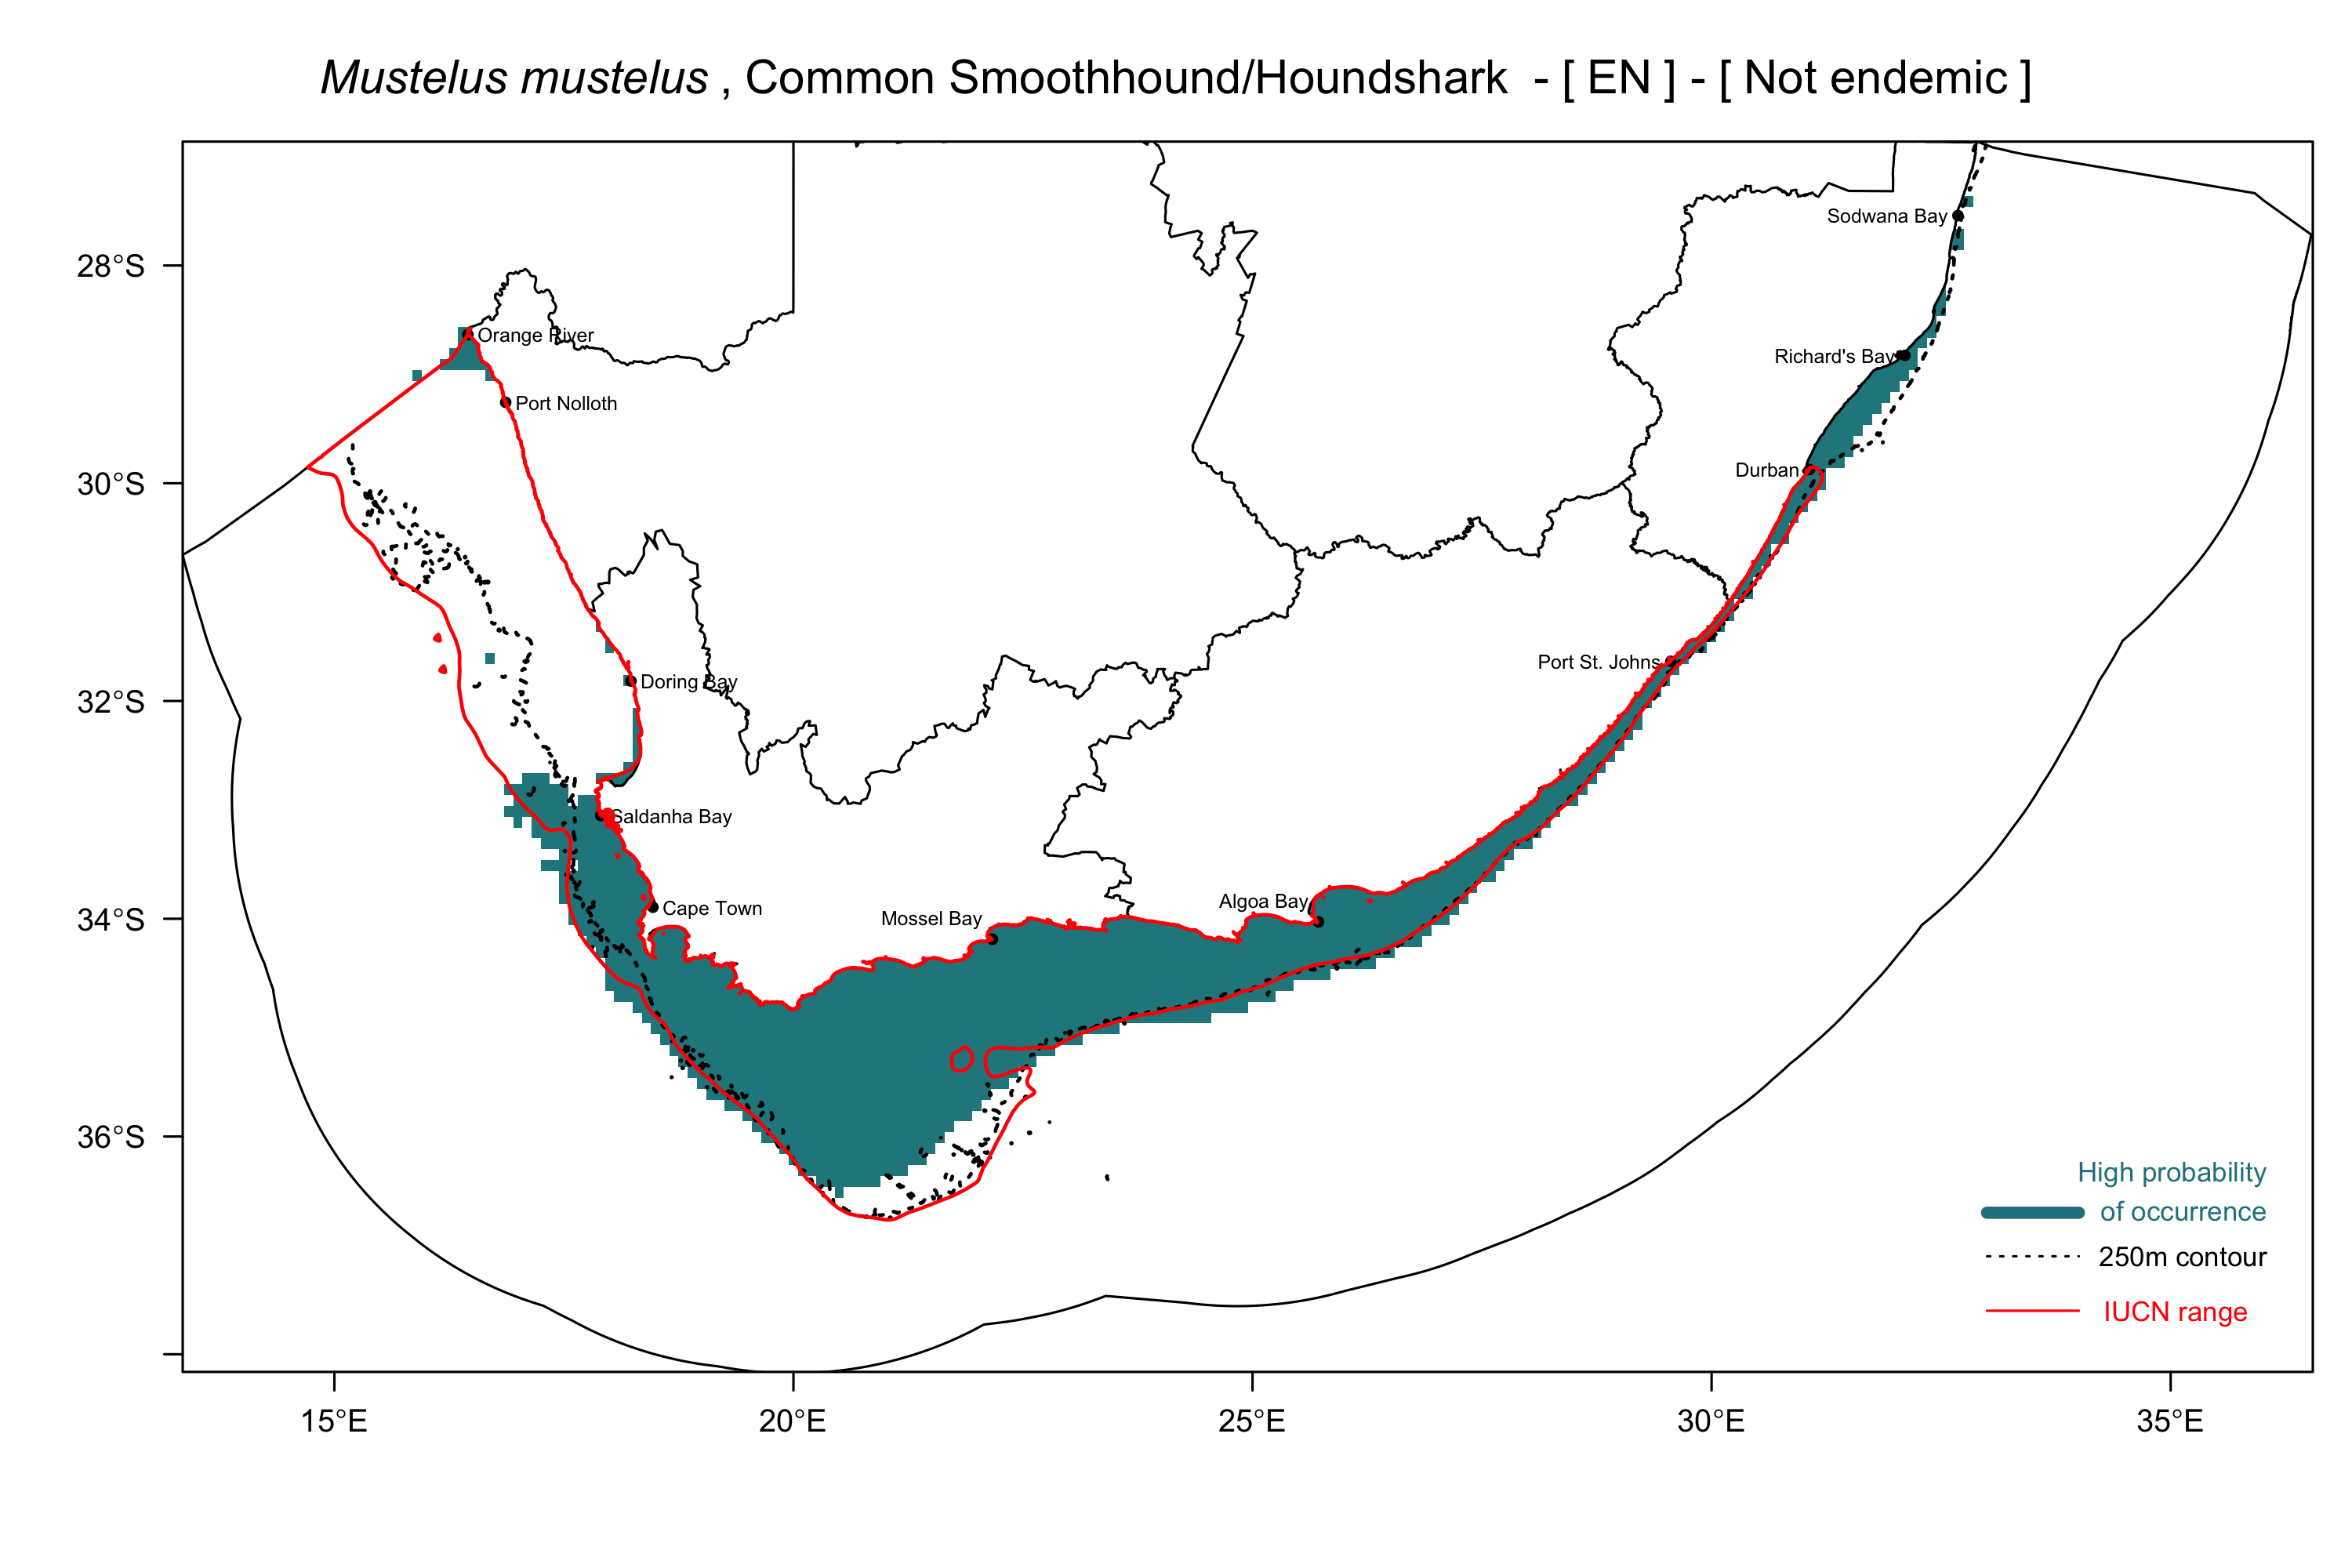 Mustelus mustelus , Common Smoothhound/Houndshark - [ EN ] - [ Not endemic ]
Sodwana Bay
28°S
Orange River
Richard's Bay
Port Nolloth
Durban
30°S
Port St. Johns
Doring Bay
32°S
Saldanha Bay
Algoa Bay
Cape Town
Mossel Bay
34°S
36°S
High probability
of occurrence
250m contour
IUCN range
15°E
20°E
25°E
30°E
35°E